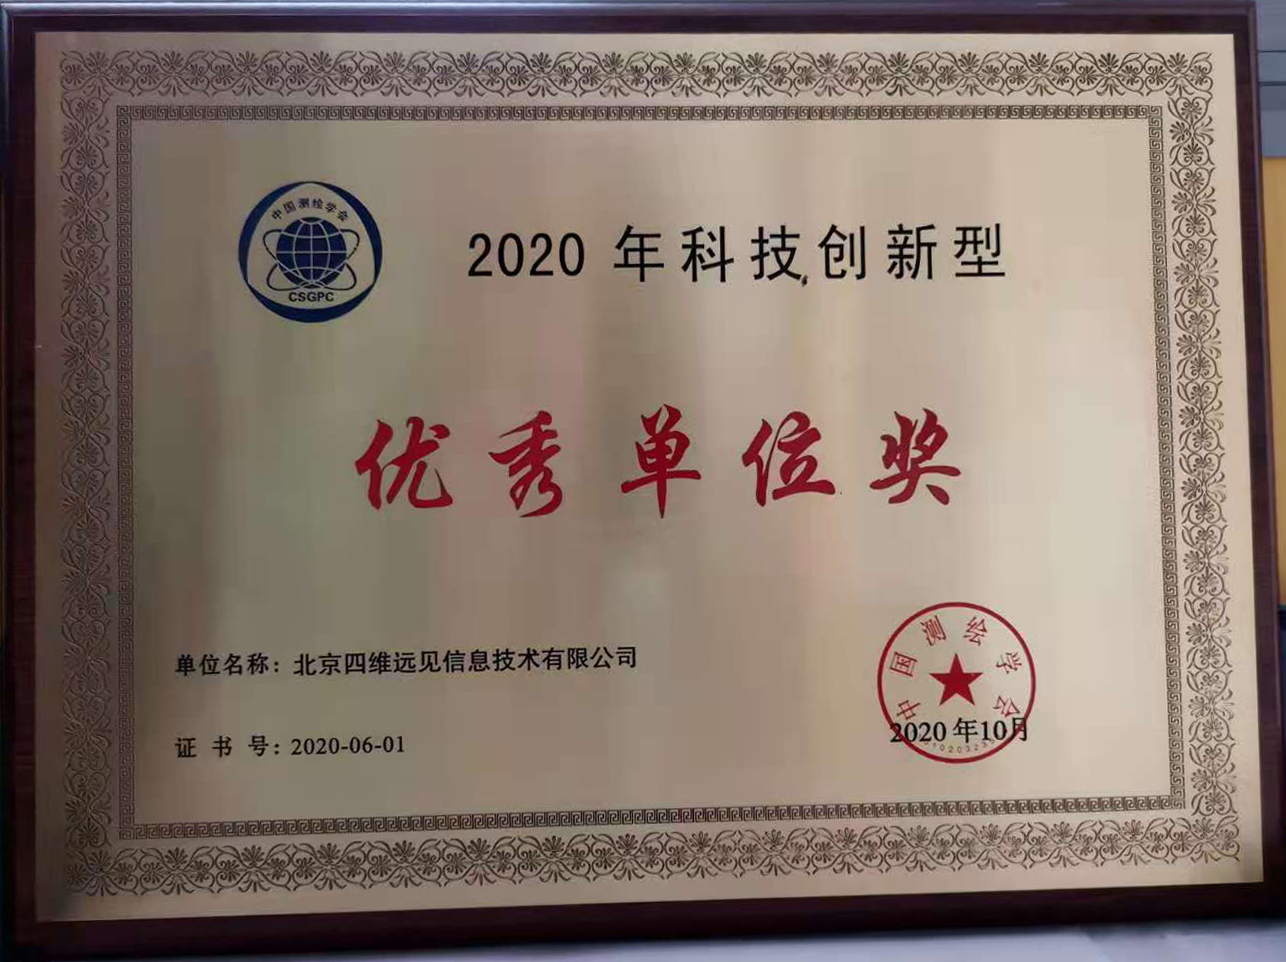 中国测绘学会
CSGPC
2020 年科技创新型
优秀单位奖
单位名称：北京四维远见信息技术有限公司
证 书 号：2020-06-01
中国测绘学会
2020 年10月